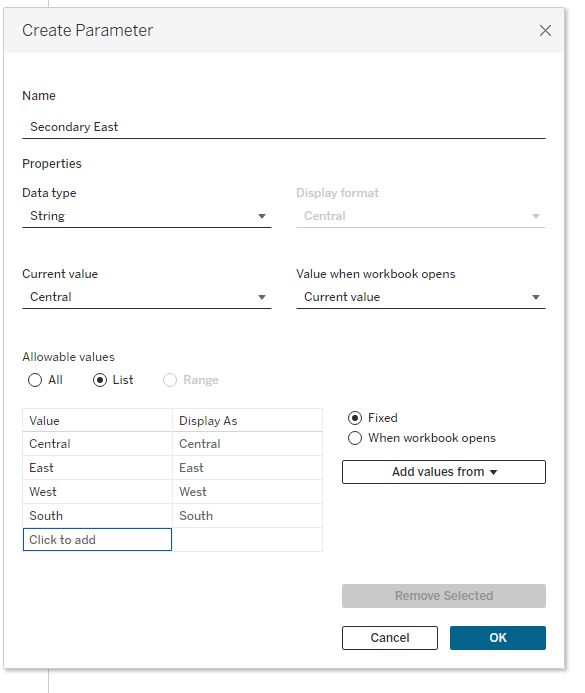 Create Parameter
Name
Secondary East
Properties
Data type Display format
String Central
Current value Value when workbook opens
Central Current value
Allowable values
All List Range
Value Display As
Central Central
East East
West West
South South
Click to add
Fixed
When workbook opens
Add values from
Remove Selected
Cancel OK